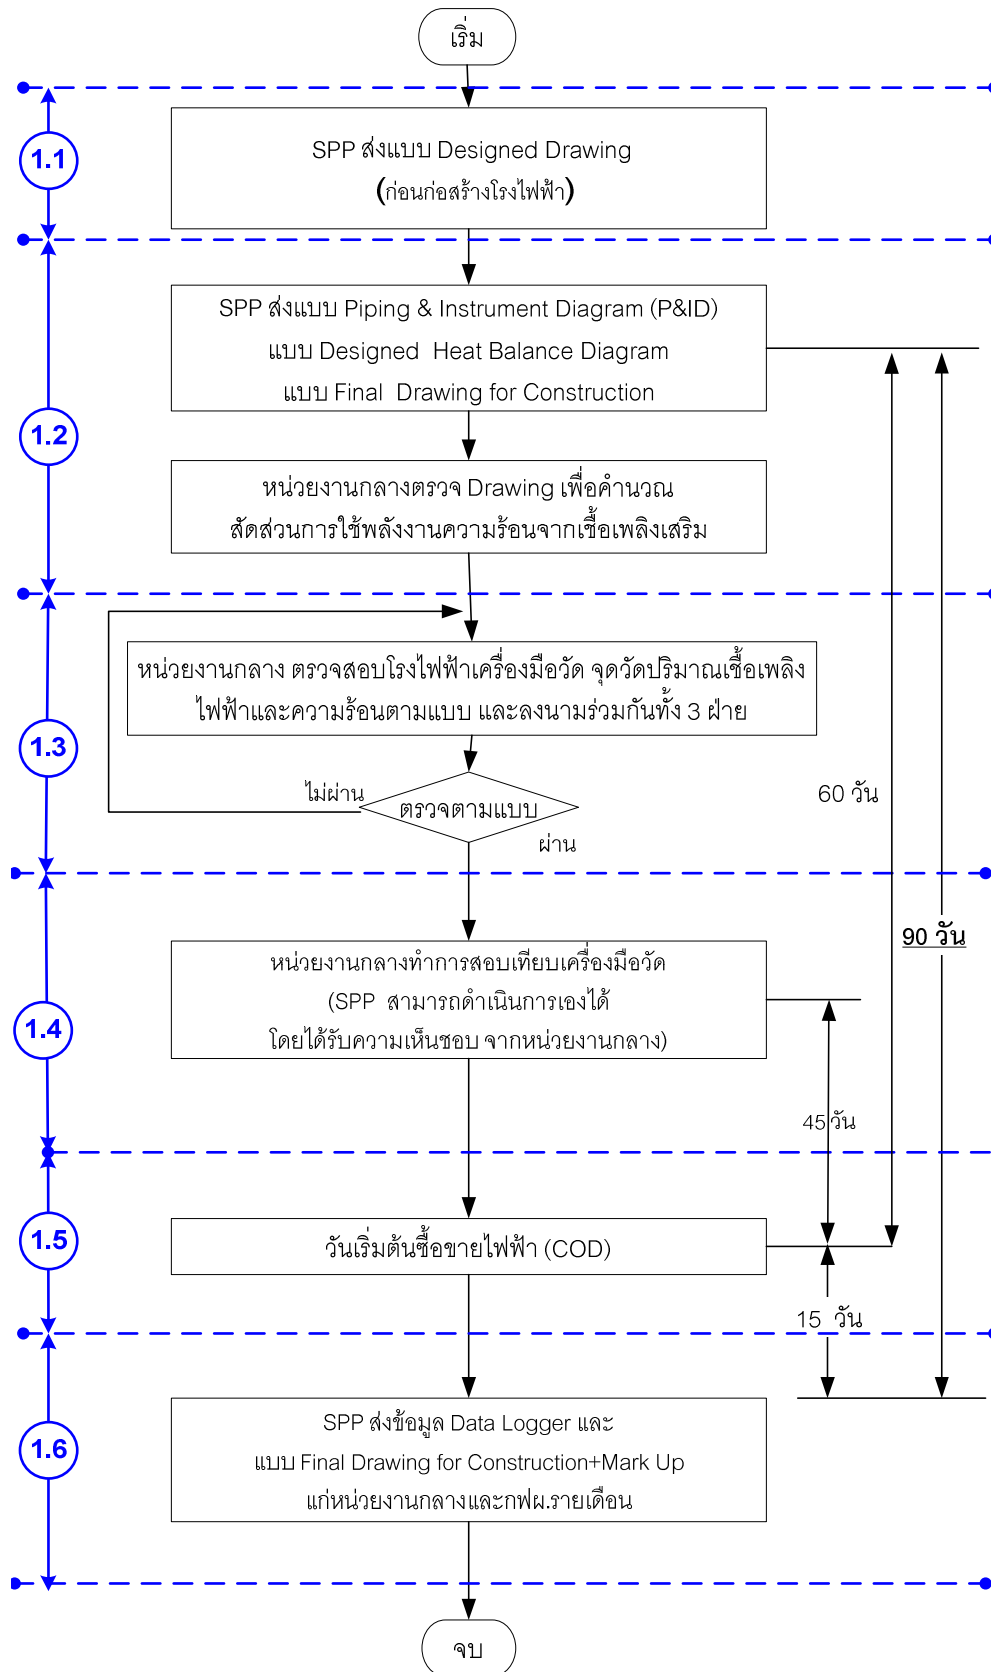 เริ่ม
1.1
SPP ส่งแบบ Designed Drawing
(ก่อนก่อสร้างโรงไฟฟ้า)
SPP ส่งแบบ Piping & Instrument Diagram (P&ID)
แบบ Designed Heat Balance Diagram
แบบ Final Drawing for Construction
1.2
หน่วยงานกลางตรวจ Drawing เพื่อคำนวณ
สัดส่วนการใช้พลังงานความร้อนจากเชื้อเพลิงเสริม
หน่วยงานกลาง ตรวจสอบโรงไฟฟ้าเครื่องมือวัด จุดวัดปริมาณเชื้อเพลิง
ไฟฟ้าและความร้อนตามแบบ และลงนามร่วมกันทั้ง 3 ฝ่าย
1.3
ไม่ผ่าน
60 วัน
ตรวจตามแบบ
ผ่าน
90 วัน
หน่วยงานกลางทำการสอบเทียบเครื่องมือวัด
(SPP สามารถดำเนินการเองได้
โดยได้รับความเห็นชอบ จากหน่วยงานกลาง)
1.4
45 วัน
1.5
วันเริ่มต้นซื้อขายไฟฟ้า (COD)
15 วัน
SPP ส่งข้อมูล Data Logger และ
แบบ Final Drawing for Construction+Mark Up
แก่หน่วยงานกลางและกฟผ.รายเดือน
1.6
จบ